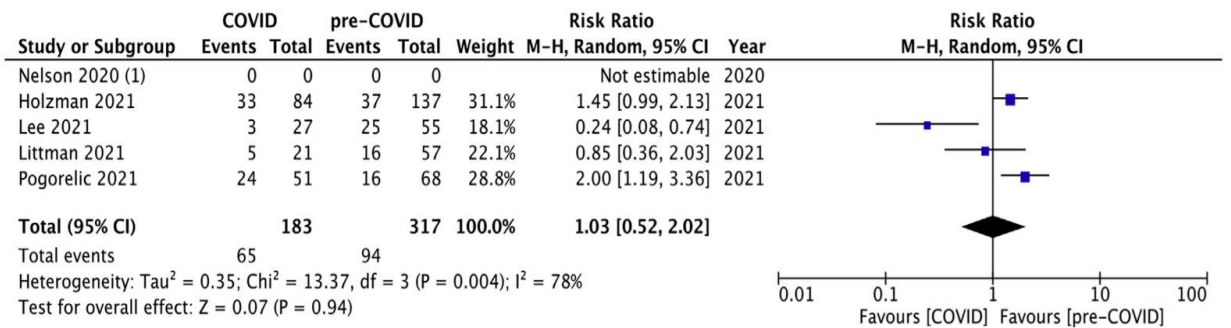 COVID pre-COVID Risk Ratio Risk Ratio
Study or Subgroup Events Total Events Total Weight M-H, Random, 95% CI Year M-H, Random, 95% CI
Nelson 2020 (1) 0 0 0 0 Not estimable 2020
Holzman 2021 33 84 37 137 31.1% 1.45 [0.99, 2.13] 2021
Lee 2021 3 27 25 55 18.1% 0.24 [0.08, 0.74] 2021
Littman 2021 5 21 16 57 22.1% 0.85 [0.36, 2.03] 2021
Pogorelic 2021 24 51 16 68 28.8% 2.00 [1.19, 3.36] 2021
Total (95% CI) 183 317 100.0% 1.03 [0.52, 2.02]
Total events 65 94
Heterogeneity: Tau² = 0.35; Chi² = 13.37, df = 3 (P = 0.004); I² = 78%
Test for overall effect: Z = 0.07 (P = 0.94)
0.01 0.1 1 10 100
Favours [COVID] Favours [pre-COVID]